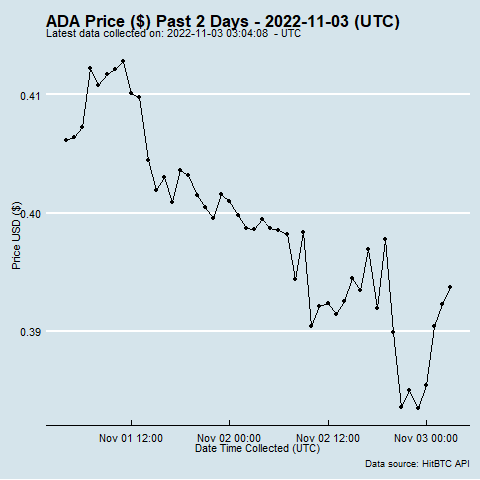 ADA Price ($) Past 2 Days - 2022-11-03 (UTC)
Latest data collected on: 2022-11-03 03:04:08 - UTC
0.41
0.40
0.39
Price USD ($)
Nov 01 12:00 Nov 02 00:00 Nov 02 12:00 Nov 03 00:00
Date Time Collected (UTC)
Data source: HitBTC API